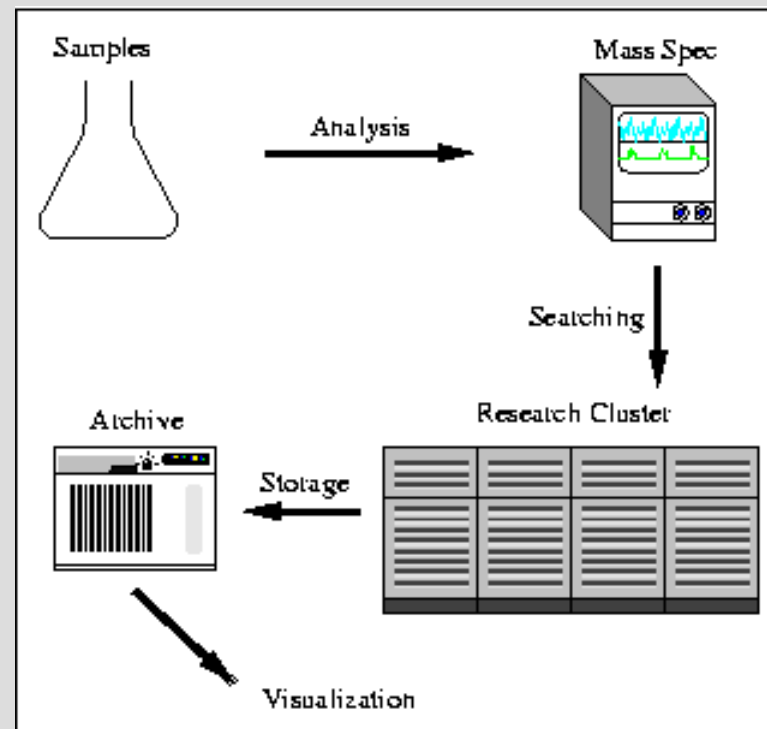 Samples
Mass Spec
Analysis
Searching
Research Cluster
Archive
Storage
Visualization